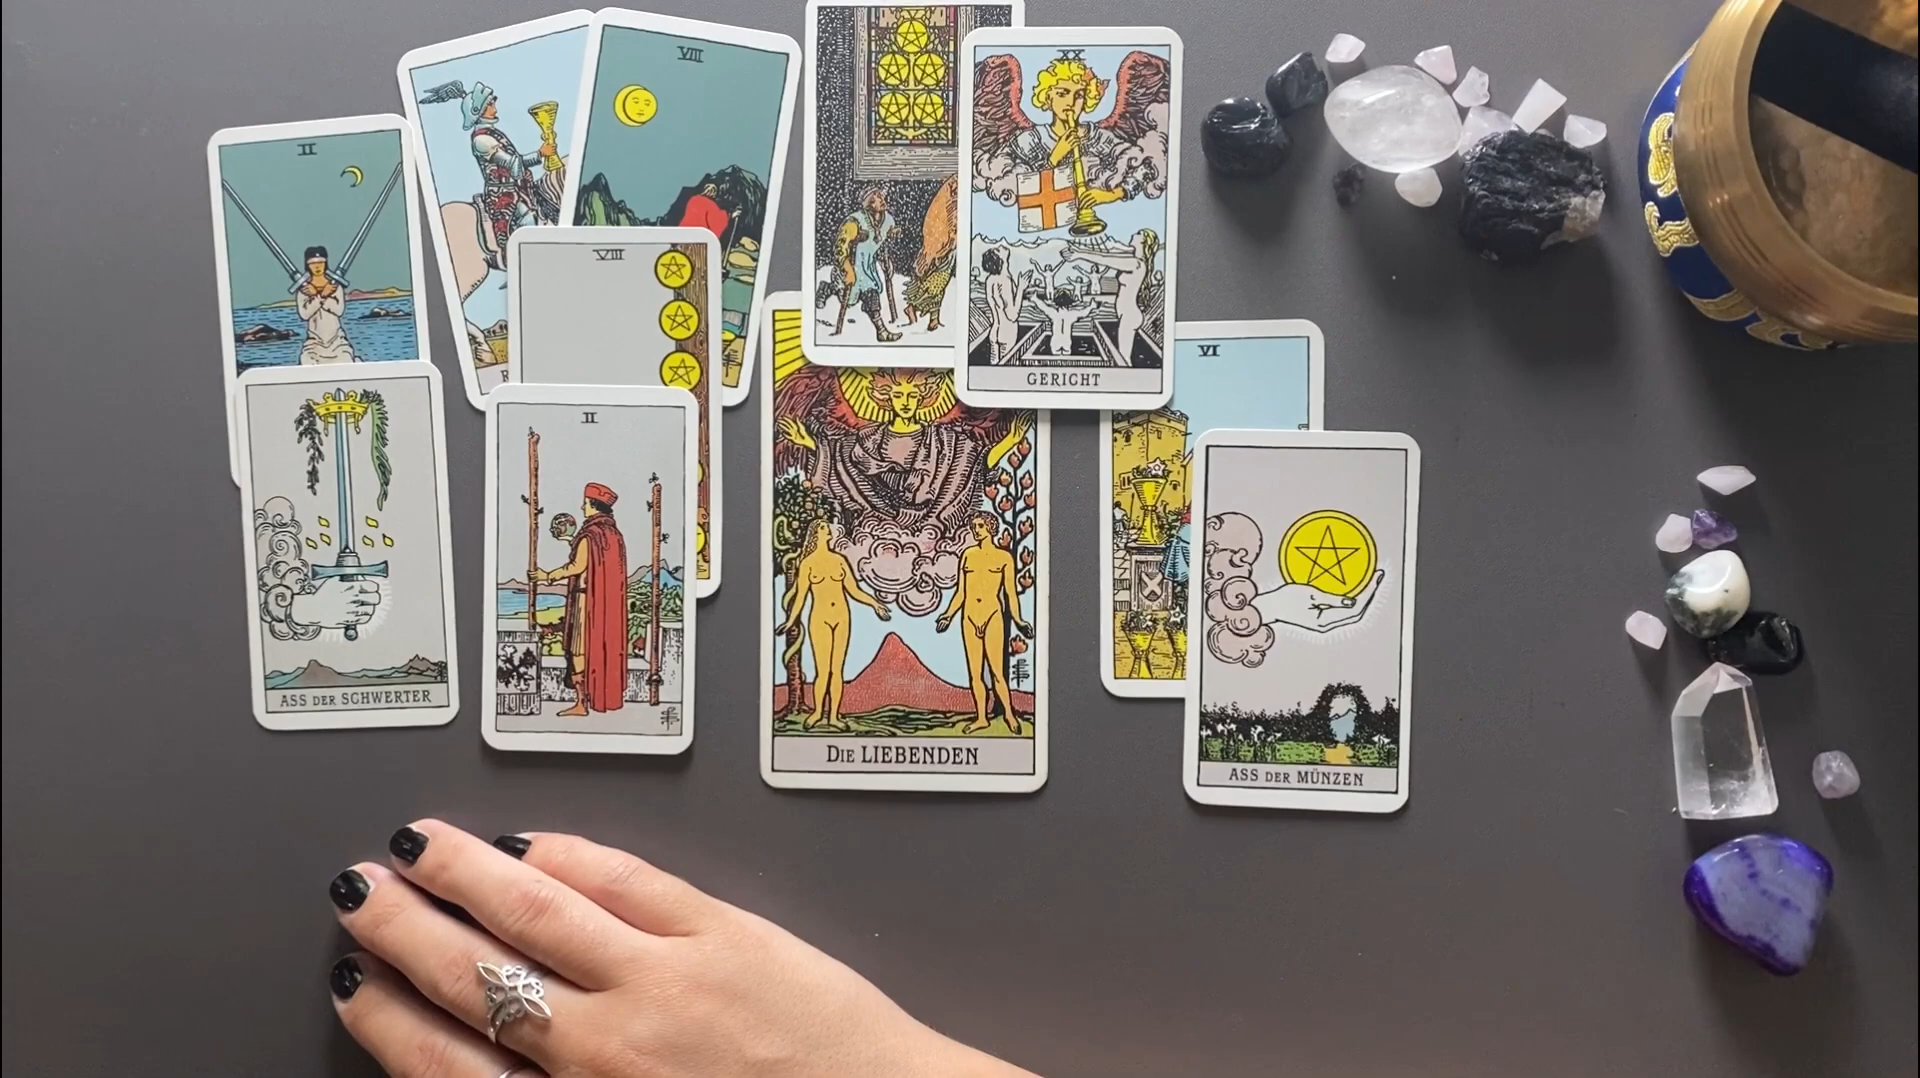 II
VIII
R
VIII
XX
GERICHT
VI
II
ASS DER SCHWERTER
DIE LIEBENDEN
ASS DER MÜNZEN